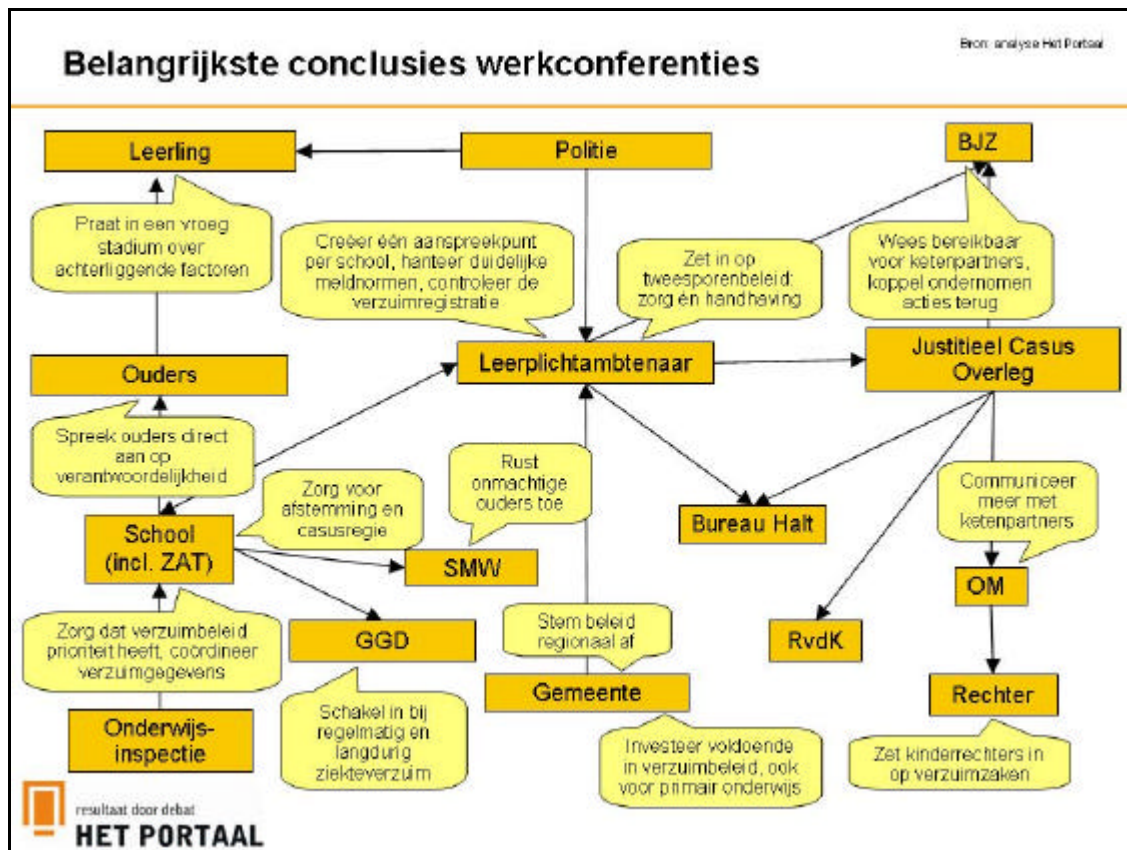 Bron: analyse Het Portaal
Belangrijkste conclusies werkconferenties
Leerling
Politie
BJZ
Praat in een vroeg
stadium over
achterliggende factoren
Creëer één aanspreekpunt
per school, hanteer duidelijke
meldnormen, controleer de
verzuimregistratie
Zet in op
tweesporenbeleid:
zorg én handhaving
Wees bereikbaar
voor ketenpartners,
koppel ondernomen
acties terug
Ouders
Leerplichtambtenaar
Justitieel Casus
Overleg
Spreek ouders direct
aan op
verantwoordelijkheid
Zorg voor
afstemming en
casusregie
Rust
onmachtige
ouders toe
Communiceer
meer met
ketenpartners
School
(incl. ZAT)
SMW
Bureau Halt
OM
Zorg dat verzuimbeleid
prioriteit heeft, coördineer
verzuimgegevens
GGD
Stem beleid
regionaal af
RvdK
Gemeente
Rechter
Onderwijs-
inspectie
Schakel in bij
regelmatig en
langdurig
ziekteverzuim
Investeer voldoende
in verzuimbeleid, ook
voor primair onderwijs
Zet kinderrechters in
op verzuimzaken
resultaat door debat
HET PORTAAL